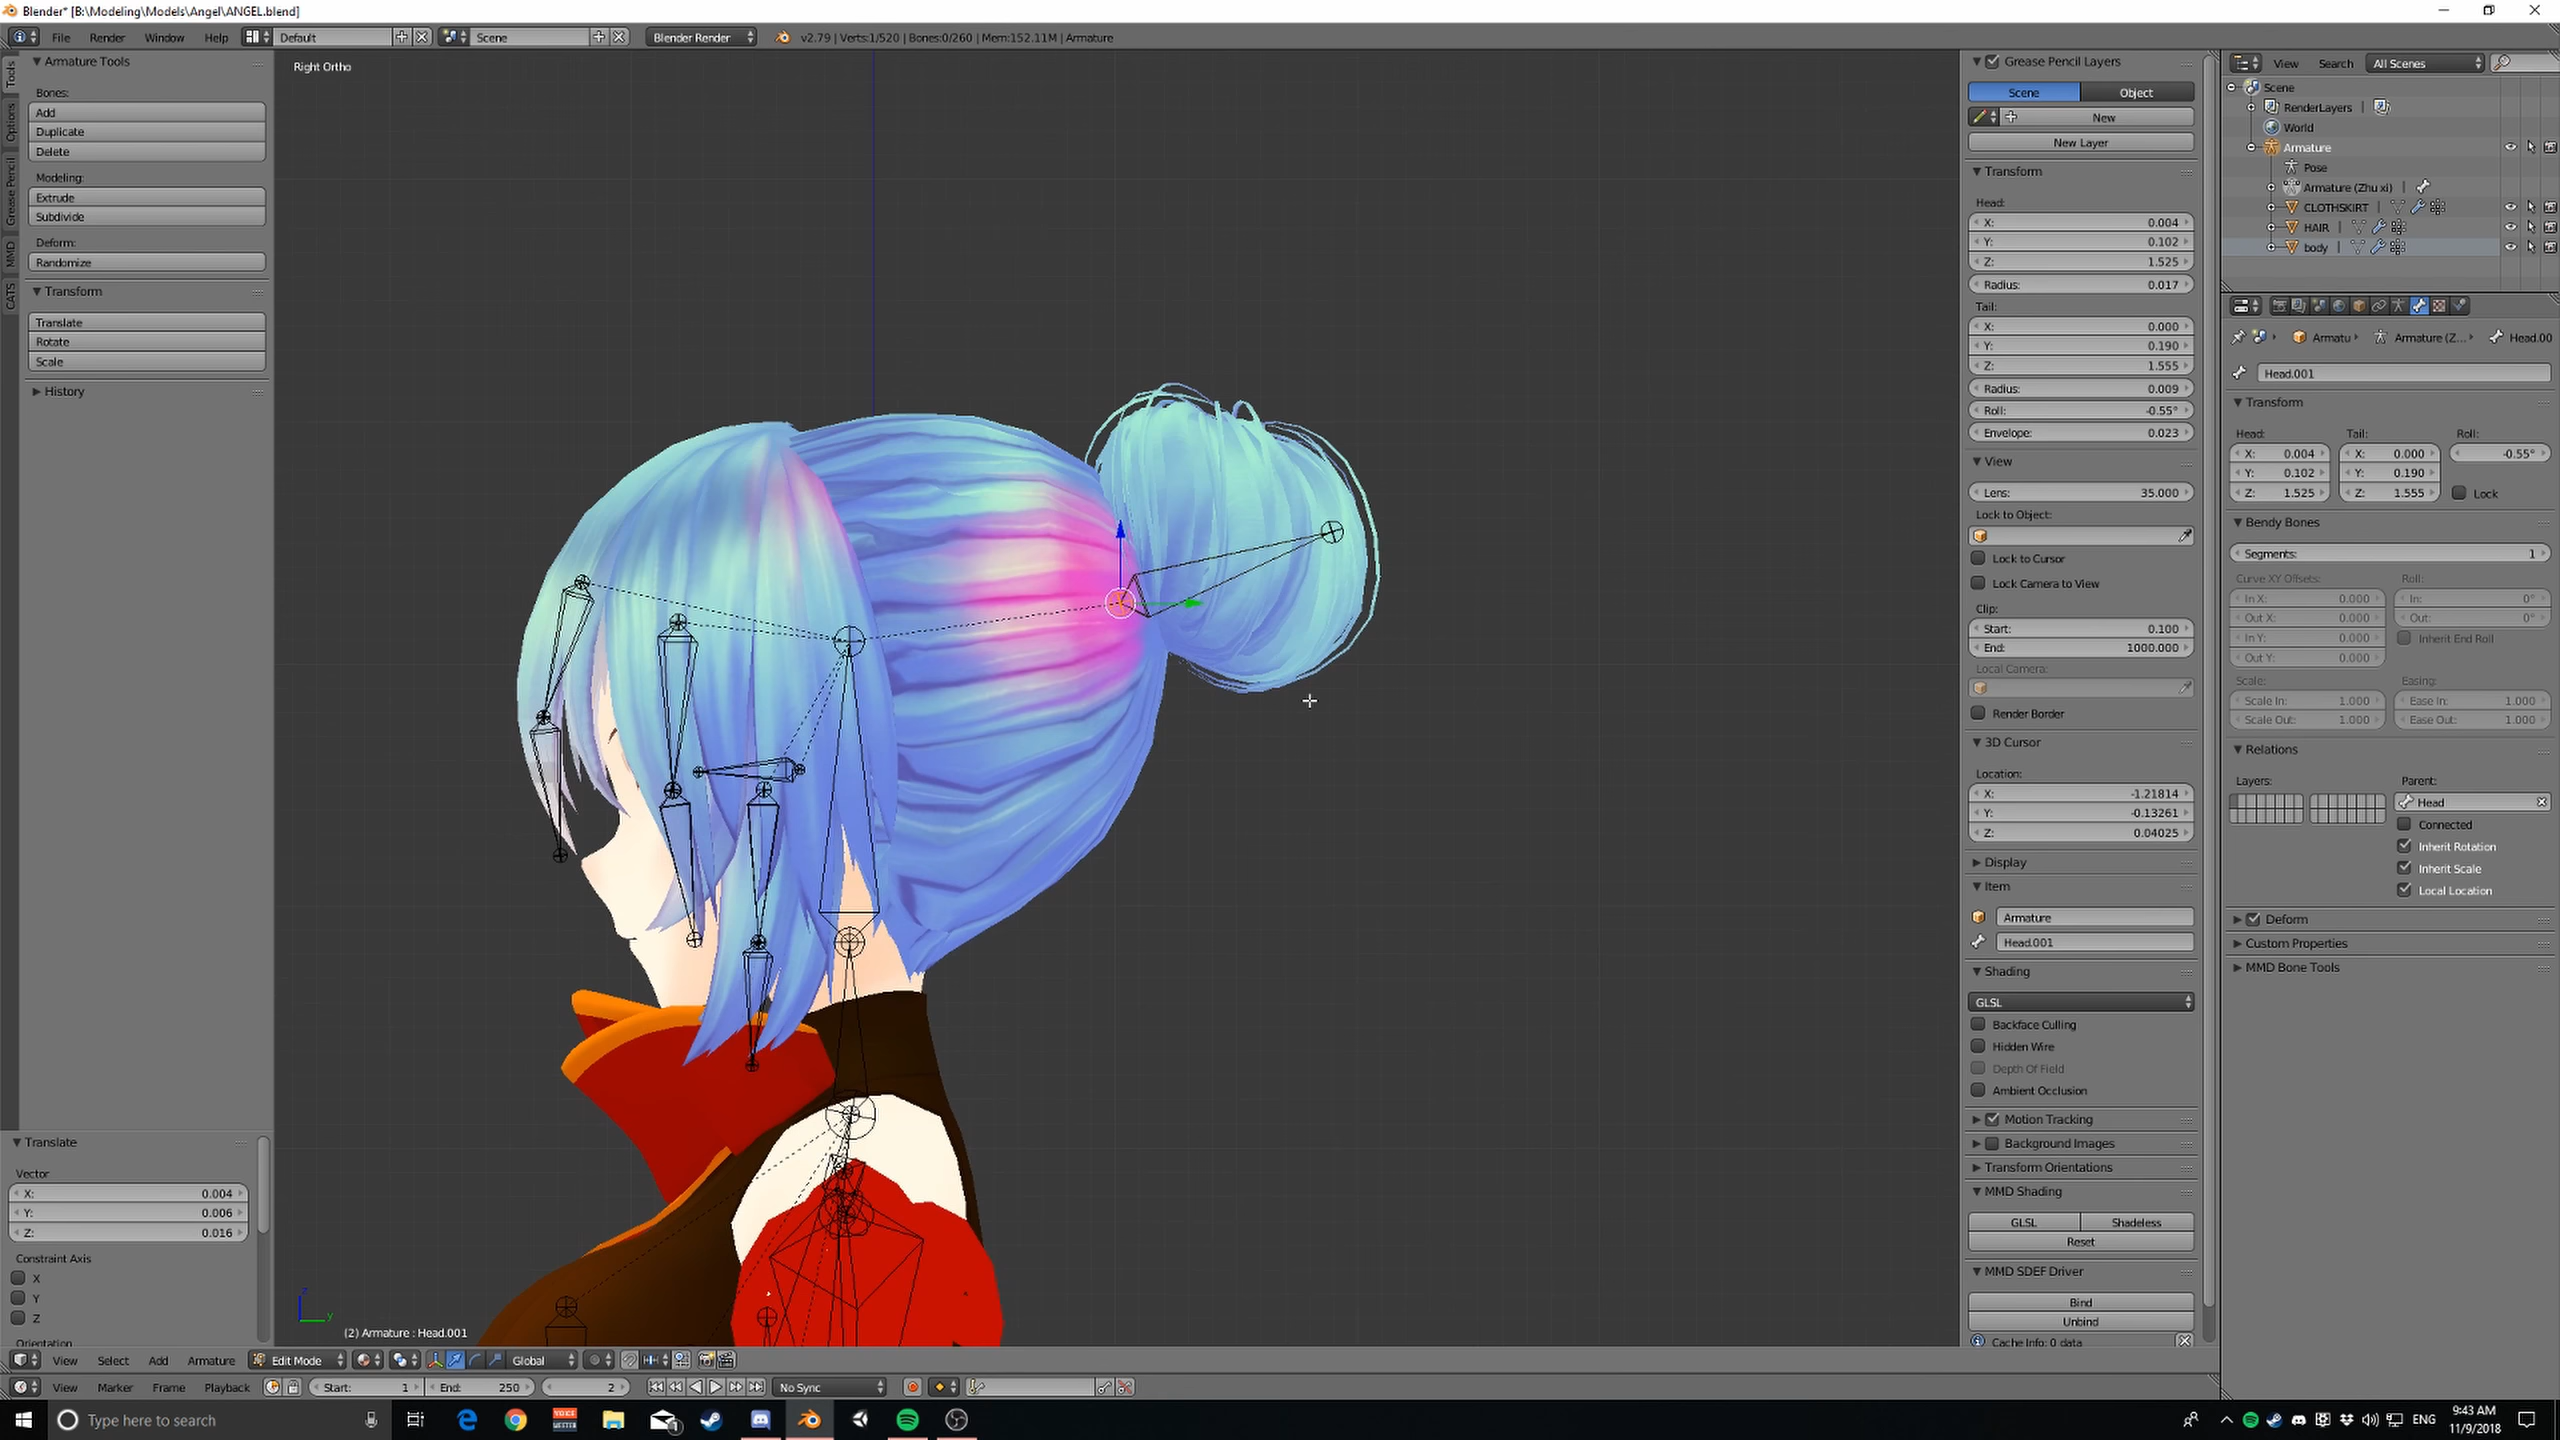 Blender* [B:\Modeling\Models\Angel\ANGEL.blend]
File Render Window Help Default Scene Blender Render v2.79 | Verts:1/520 | Bones:0/260 | Mem:152.11M | Armature
Tools
Options
Grease Pencil
MMD
CATS
Armature Tools
Bones:
Add
Duplicate
Delete
Modeling:
Extrude
Subdivide
Deform:
Randomize
Transform
Translate
Rotate
Scale
History
Translate
Vector
X: 0.004
Y: 0.006
Z: 0.016
Constraint Axis
X
Y
Z
Orientation
Right Ortho
(2) Armature : Head.001
Grease Pencil Layers
Scene Object
New
New Layer
Transform
Head:
X: 0.004
Y: 0.102
Z: 1.525
Radius: 0.017
Tail:
X: 0.000
Y: 0.190
Z: 1.555
Radius: 0.009
Roll: -0.55°
Envelope: 0.023
View
Lens: 35.000
Lock to Object:
Lock to Cursor
Lock Camera to View
Clip:
Start: 0.100
End: 1000.000
Local Camera:
Render Border
3D Cursor
Location:
X: -1.21814
Y: -0.13261
Z: 0.04025
Display
Item
Armature
Head.001
Shading
GLSL
Backface Culling
Hidden Wire
Depth Of Field
Ambient Occlusion
Motion Tracking
Background Images
Transform Orientations
MMD Shading
GLSL Shadeless
Reset
MMD SDEF Driver
Bind
Unbind
Cache Info: 0 data
View Search All Scenes
Scene
RenderLayers
World
Armature
Pose
Armature (Zhu xi)
CLOTHSKIRT
HAIR
body
Armatu Armature (Z... Head.00
Head.001
Transform
Head: Tail: Roll:
X: 0.004 X: 0.000 -0.55°
Y: 0.102 Y: 0.190
Z: 1.525 Z: 1.555 Lock
Bendy Bones
Segments: 1
Curve XY Offsets: Roll:
In X: 0.000 In: 0°
Out X: 0.000 Out: 0°
In Y: 0.000 Inherit End Roll
Out Y: 0.000
Scale: Easing:
Scale In: 1.000 Ease In: 1.000
Scale Out: 1.000 Ease Out: 1.000
Relations
Layers: Parent:
Head
Connected
Inherit Rotation
Inherit Scale
Local Location
Deform
Custom Properties
MMD Bone Tools
View Select Add Armature Edit Mode Global
View Marker Frame Playback Start: 1 End: 250 2 No Sync
Type here to search
VOICE MEETER
1
ENG
9:43 AM
11/9/2018